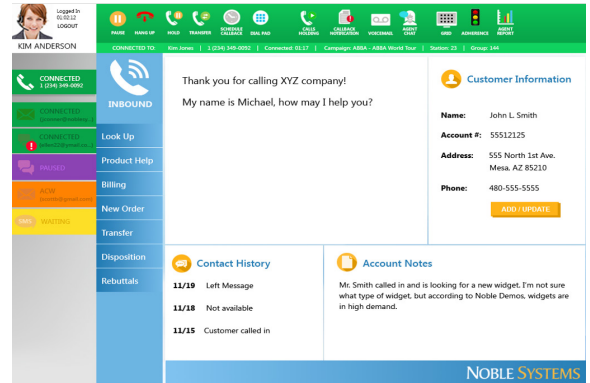 Logged In
01:02:12
LOGOUT
KIM ANDERSON
PAUSE
HANG UP
HOLD
TRANSFER
SCHEDULE CALLBACK
DIAL PAD
CALLS HOLDING
CALLBACK NOTIFICATION
VOICEMAIL
AGENT CHAT
GRID
ADHERENCE
AGENT REPORT
CONNECTED TO: Kim Jones | 1 (234) 349-0092 | Connected: 01:17 | Campaign: ABBA - ABBA World Tour | Station: 23 | Group: 144
CONNECTED
1 (234) 349-0092
CONNECTED
CONNECTED
PAUSED
ACW
SMS
WAITING
INBOUND
Look Up
Product Help
Billing
New Order
Transfer
Disposition
Rebuttals
Thank you for calling XYZ company!
My name is Michael, how may I help you?
Customer Information
Name: John L. Smith
Account #: 55512125
Address: 555 North 1st Ave.
Mesa, AZ 85210
Phone: 480-555-5555
ADD / UPDATE
Contact History
11/19 Left Message
11/18 Not available
11/15 Customer called in
Account Notes
Mr. Smith called in and is looking for a new widget. I'm not sure
what type of widget, but according to Noble Demos, widgets are
in high demand.
NOBLE SYSTEMS